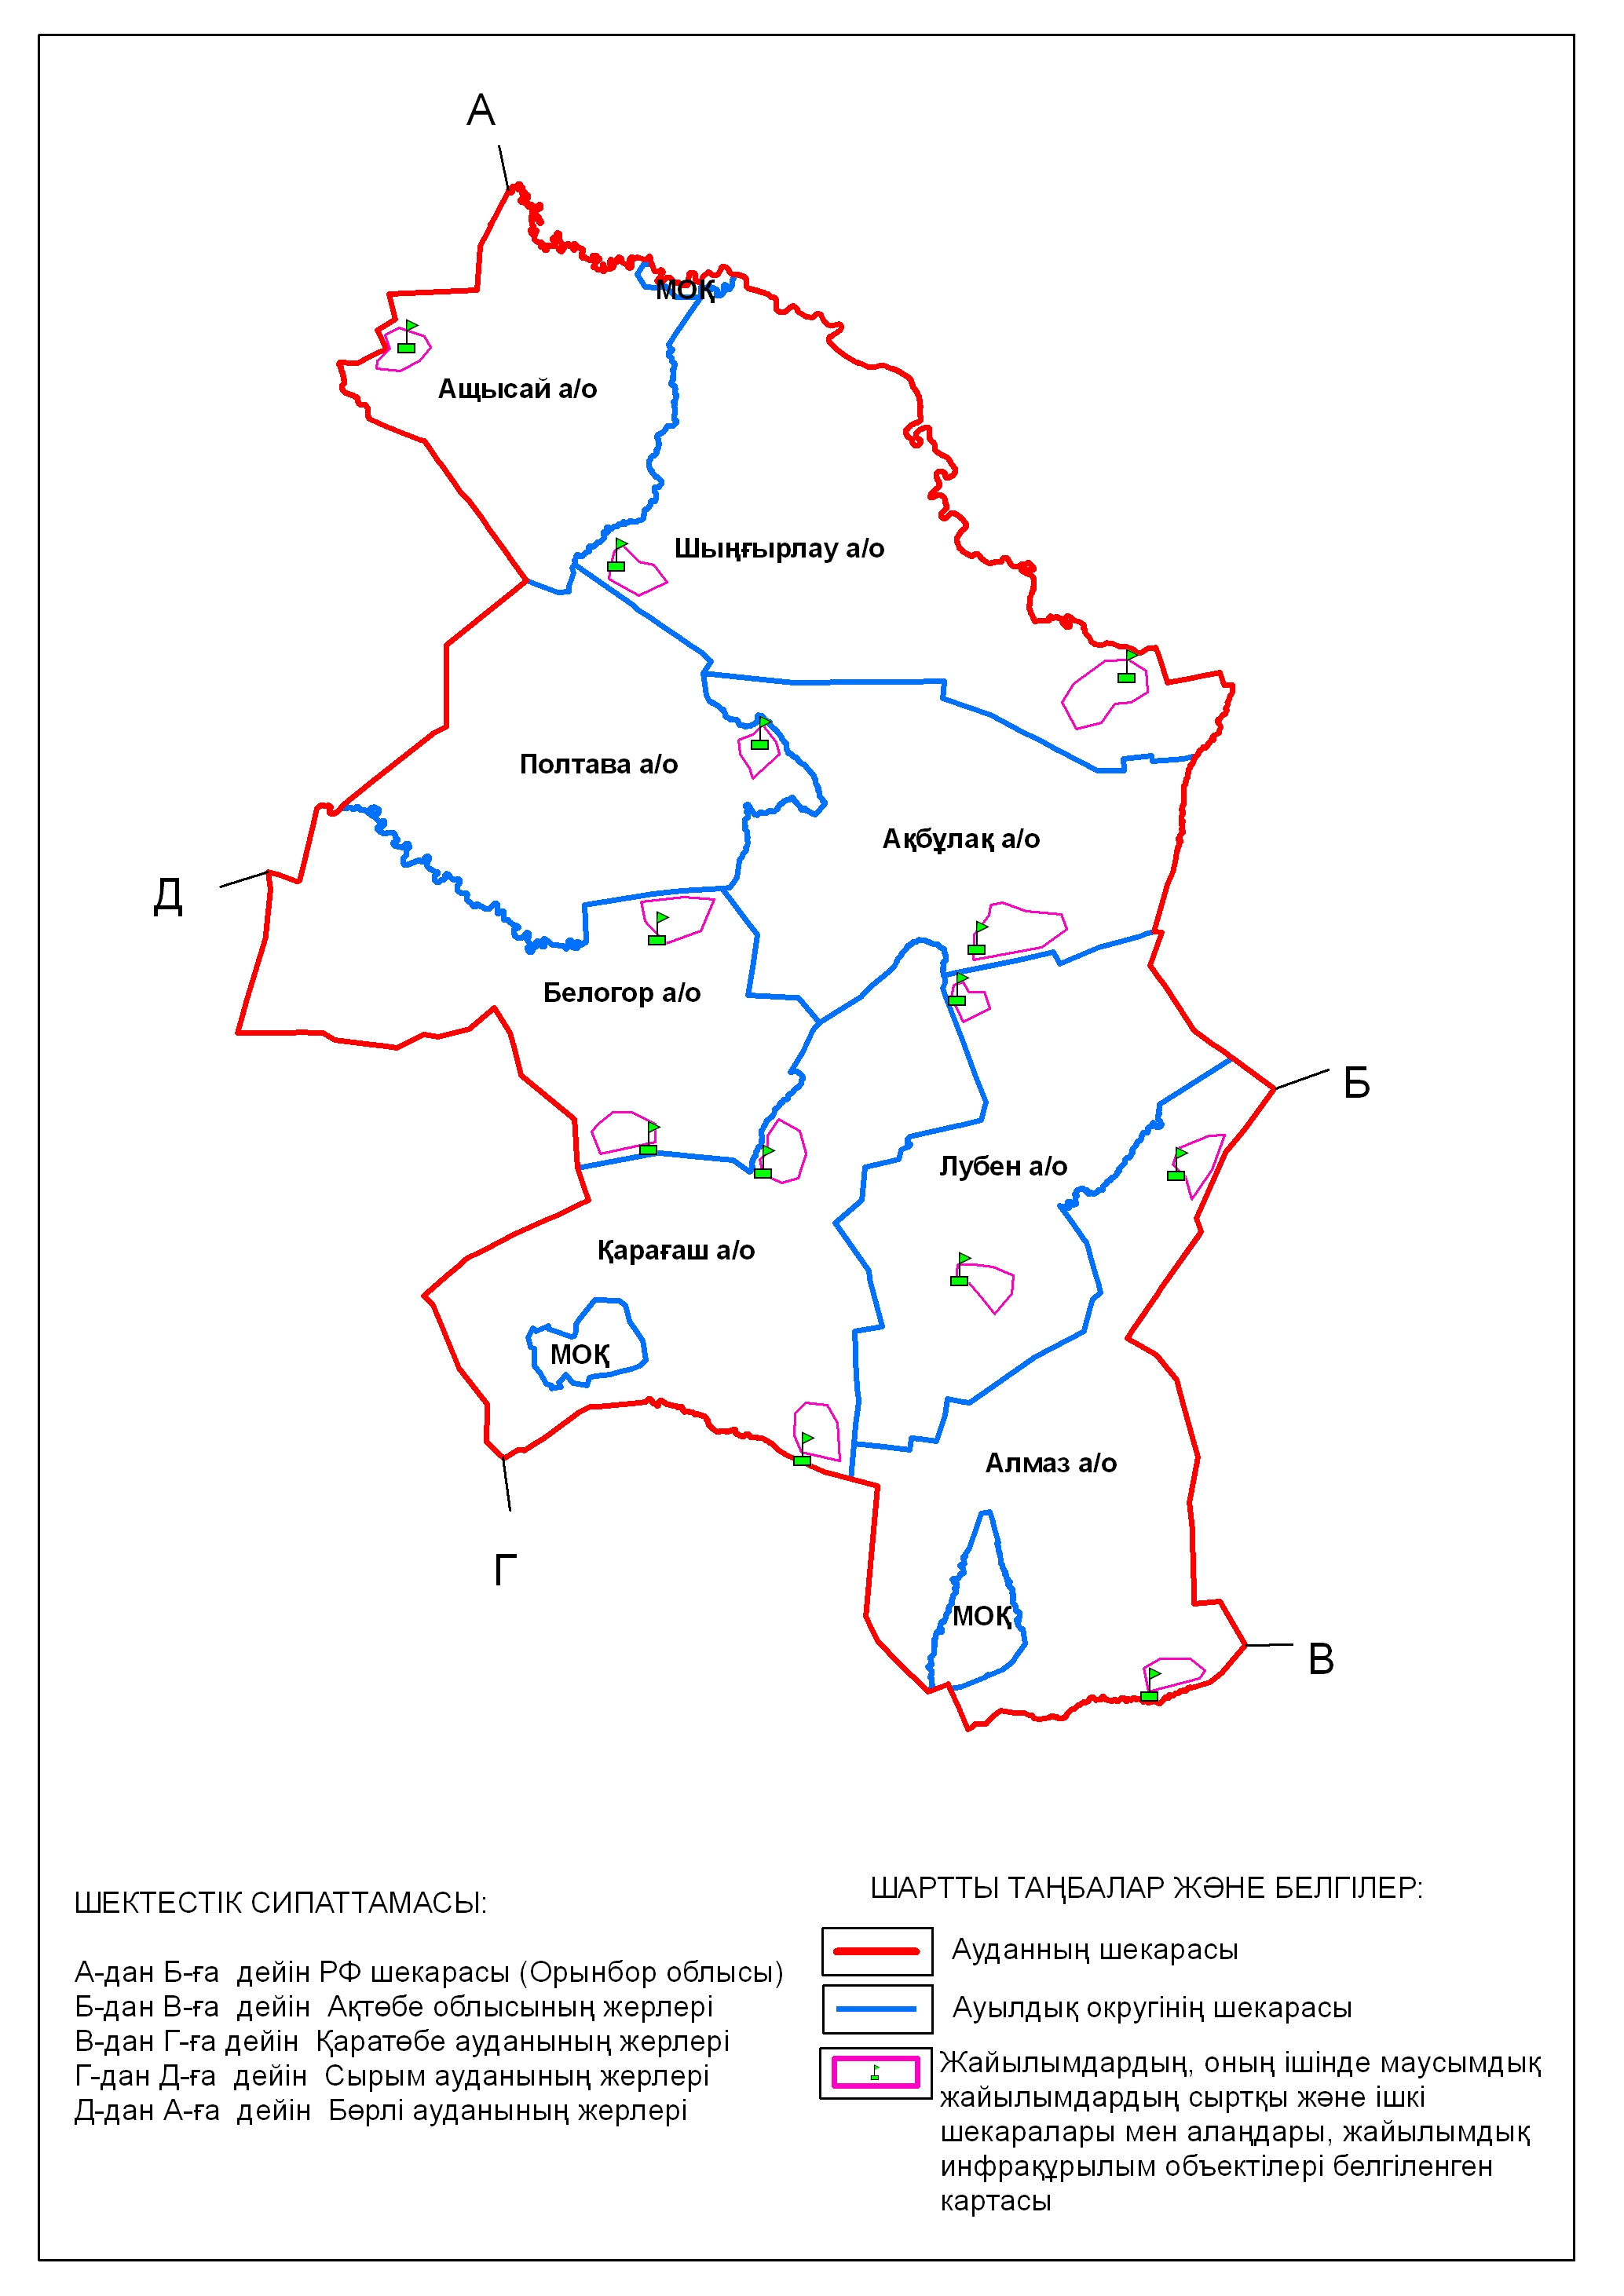 А
МОҚ
Ащысай а/о
Шыңғырлау а/о
Полтава а/о
Ақбұлақ а/о
Д
Белогор а/о
Б
Лубен а/о
Қарағаш а/о
МОҚ
Алмаз а/о
Г
МОҚ
В
ШЕКТЕСТІК СИПАТТАМАСЫ:
А-дан Б-ға дейін РФ шекарасы (Орынбор облысы)
Б-дан В-ға дейін Ақтөбе облысының жерлері
В-дан Г-ға дейін Қаратөбе ауданының жерлері
Г-дан Д-ға дейін Сырым ауданының жерлері
Д-дан А-ға дейін Бөрлі ауданының жерлері
ШАРТТЫ ТАҢБАЛАР ЖӘНЕ БЕЛГІЛЕР:
Ауданның шекарасы
Ауылдық округінің шекарасы
Жайылымдардың, оның ішінде маусымдық
жайылымдардың сыртқы және ішкі
шекаралары мен алаңдары, жайылымдық
инфрақұрылым объектілері белгіленген
картасы